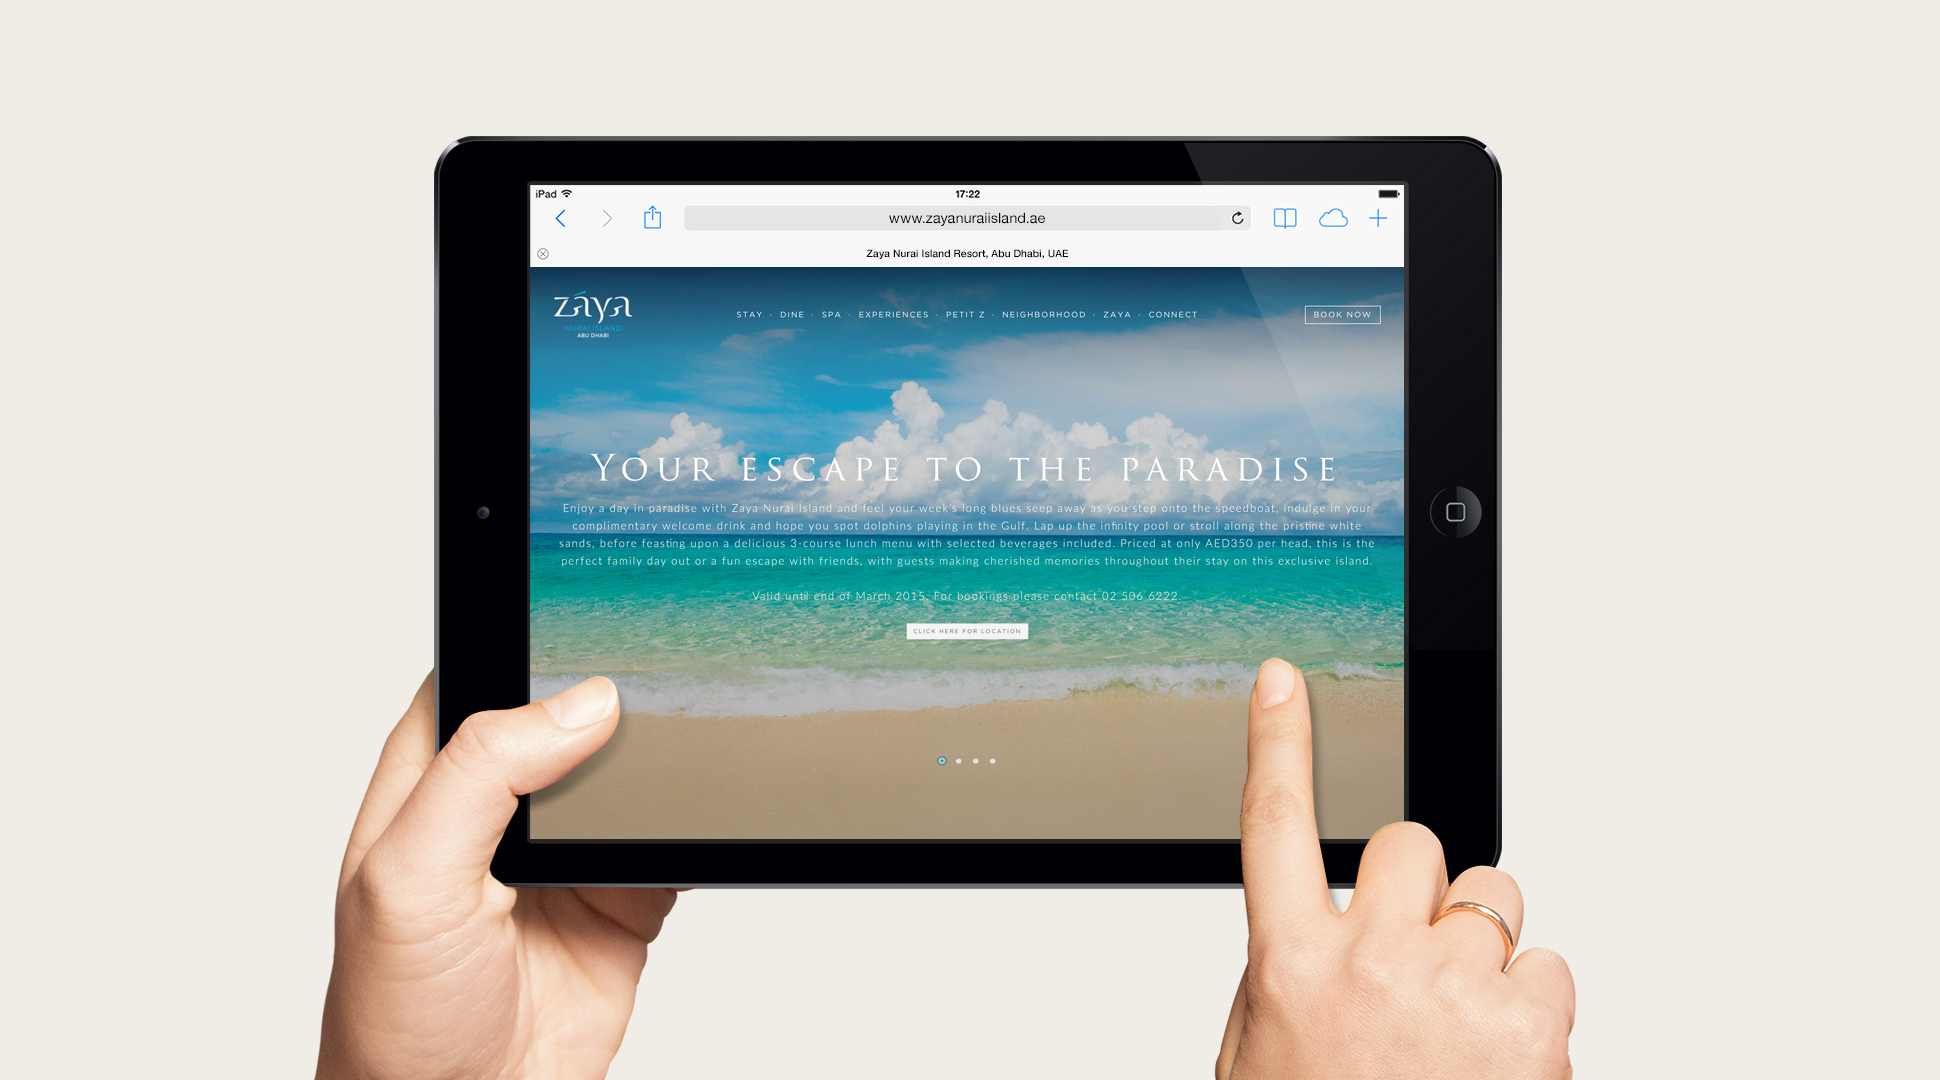 iPad
17:22
www.zayanuraiisland.ae
Zaya Nurai Island Resort, Abu Dhabi, UAE
zaya
NURAI ISLAND
ABU DHABI
STAY · DINE · SPA · EXPERIENCES · PETIT Z · NEIGHBORHOOD · ZAYA · CONNECT
BOOK NOW
YOUR ESCAPE TO THE PARADISE
Enjoy a day in paradise with Zaya Nurai Island and feel your week's long blues seep away as you step onto the speedboat, indulge in your
complimentary welcome drink and hope you spot dolphins playing in the Gulf. Lap up the infinity pool or stroll along the pristine white
sands, before feasting upon a delicious 3-course lunch menu with selected beverages included. Priced at only AED350 per head, this is the
perfect family day out or a fun escape with friends, with guests making cherished memories throughout their stay on this exclusive island.
Valid until end of March 2015. For bookings please contact 02 506 6222.
CLICK HERE FOR LOCATION